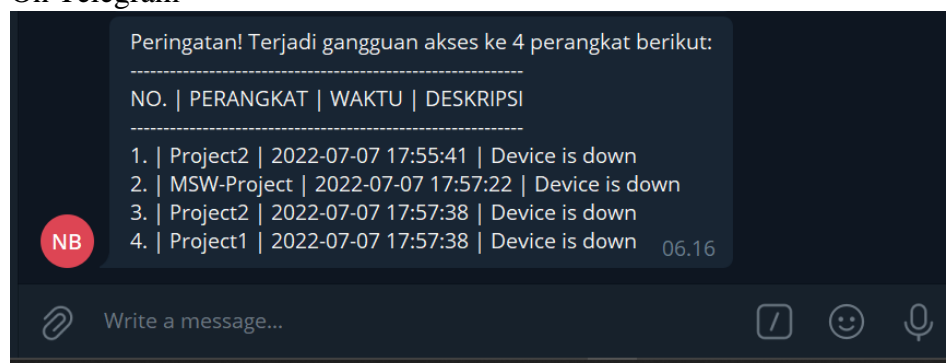 Peringatan! Terjadi gangguan akses ke 4 perangkat berikut:
------------------------------------------------------------
NO. | PERANGKAT | WAKTU | DESKRIPSI
------------------------------------------------------------
1. | Project2 | 2022-07-07 17:55:41 | Device is down
2. | MSW-Project | 2022-07-07 17:57:22 | Device is down
3. | Project2 | 2022-07-07 17:57:38 | Device is down
4. | Project1 | 2022-07-07 17:57:38 | Device is down
06.16
NB
Write a message...